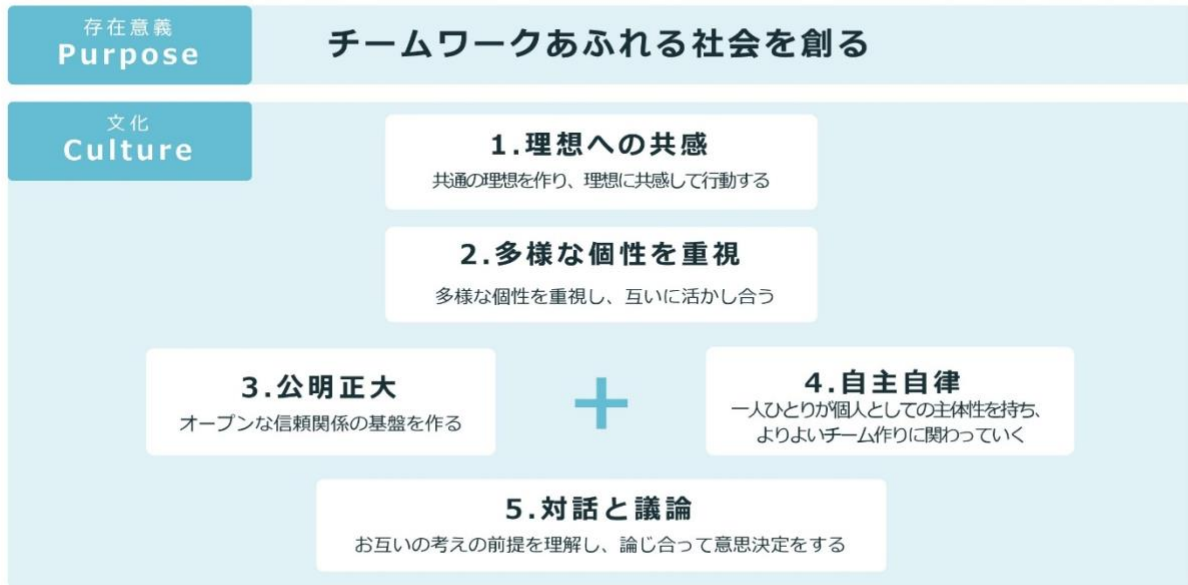 存在意義
Purpose
チームワークあふれる社会を創る
文化
Culture
1.理想への共感
共通の理想を作り、理想に共感して行動する
2.多様な個性を重視
多様な個性を重視し、互いに活かし合う
3.公明正大
オープンな信頼関係の基盤を作る
+
4.自主自律
一人ひとりが個人としての主体性を持ち、
よりよいチーム作りに関わっていく
5.対話と議論
お互いの考えの前提を理解し、論じ合って意思決定をする